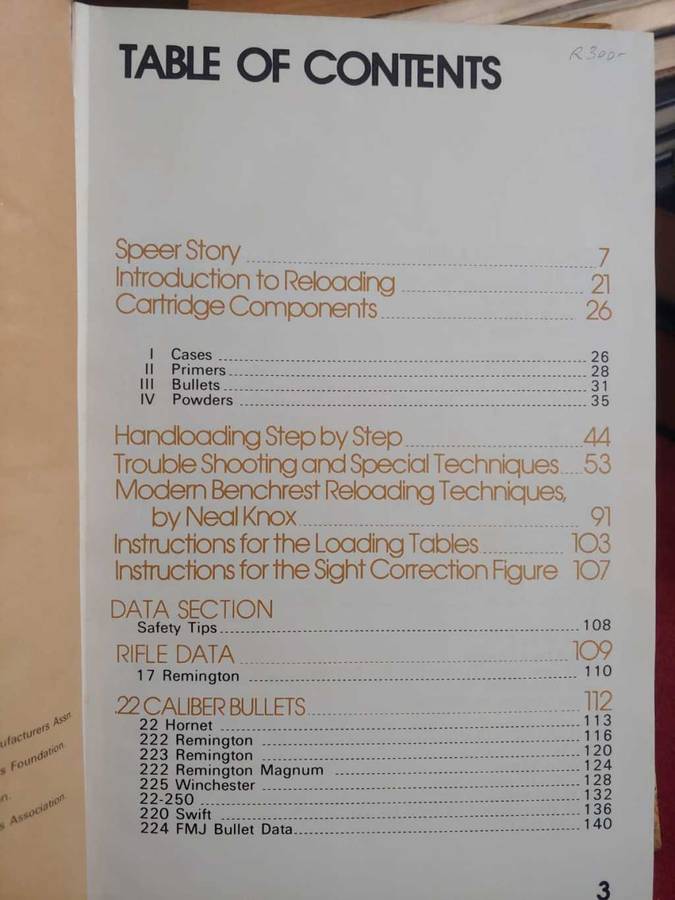 TABLE OF CONTENTS
R300-
Speer Story 7
Introduction to Reloading 21
Cartridge Components 26
I Cases 26
II Primers 28
III Bullets 31
IV Powders 35
Handloading Step by Step 44
Trouble Shooting and Special Techniques 53
Modern Benchrest Reloading Techniques,
by Neal Knox 91
Instructions for the Loading Tables 103
Instructions for the Sight Correction Figure 107
DATA SECTION
Safety Tips 108
RIFLE DATA 109
17 Remington 110
.22 CALIBER BULLETS 112
22 Hornet 113
222 Remington 116
223 Remington 120
222 Remington Magnum 124
225 Winchester 128
22-250 132
220 Swift 136
224 FMJ Bullet Data 140
3
ufacturers Assn.
s Foundation.
n.
s Association.